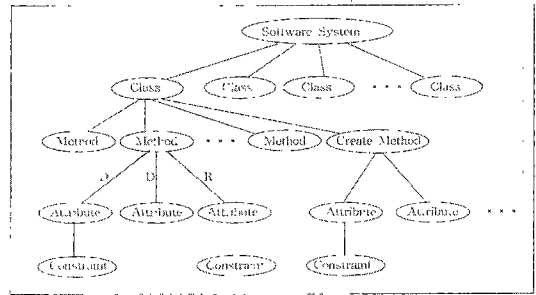 Software System
Class Class Class • • • Class
Method Method • • • Method Create Method
D D R
Attribute Attribute Attribute Attribute Attribute • • •
Constraint Constraint Constraint